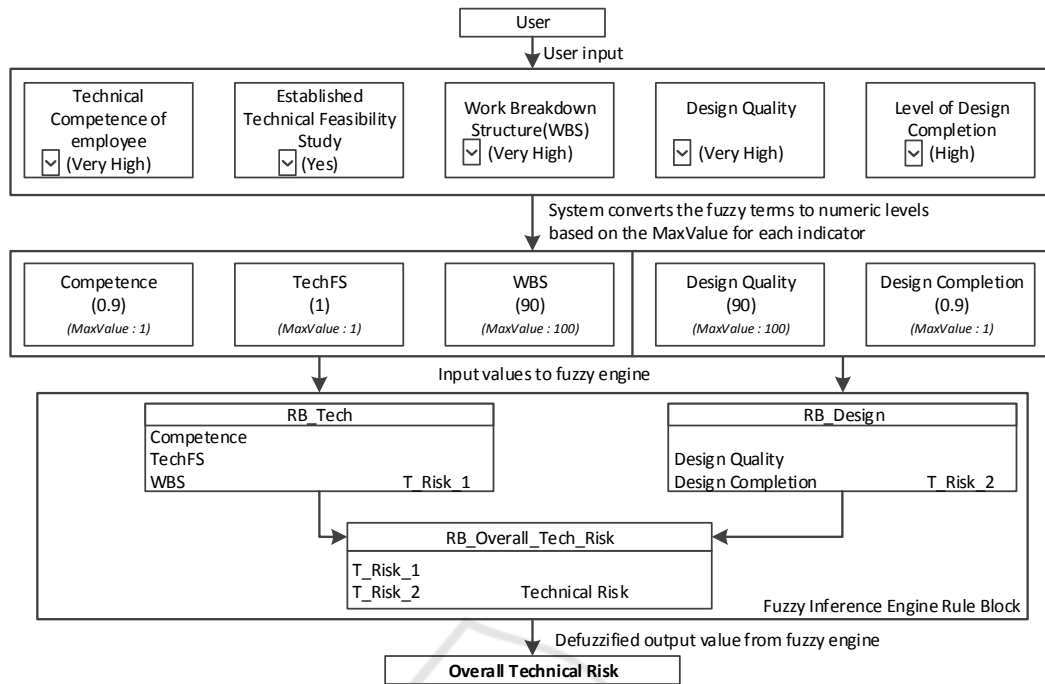 User
User input
Technical
Competence of
employee
(Very High)
Established
Technical Feasibility
Study
(Yes)
Work Breakdown
Structure(WBS)
(Very High)
Design Quality
(Very High)
Level of Design
Completion
(High)
System converts the fuzzy terms to numeric levels
based on the MaxValue for each indicator
Competence
(0.9)
(MaxValue : 1)
TechFS
(1)
(MaxValue : 1)
WBS
(90)
(MaxValue : 100)
Design Quality
(90)
(MaxValue : 100)
Design Completion
(0.9)
(MaxValue : 1)
Input values to fuzzy engine
RB_Tech
Competence
TechFS
WBS T_Risk_1
RB_Design
Design Quality
Design Completion T_Risk_2
RB_Overall_Tech_Risk
T_Risk_1
T_Risk_2 Technical Risk
Fuzzy Inference Engine Rule Block
Defuzzified output value from fuzzy engine
Overall Technical Risk